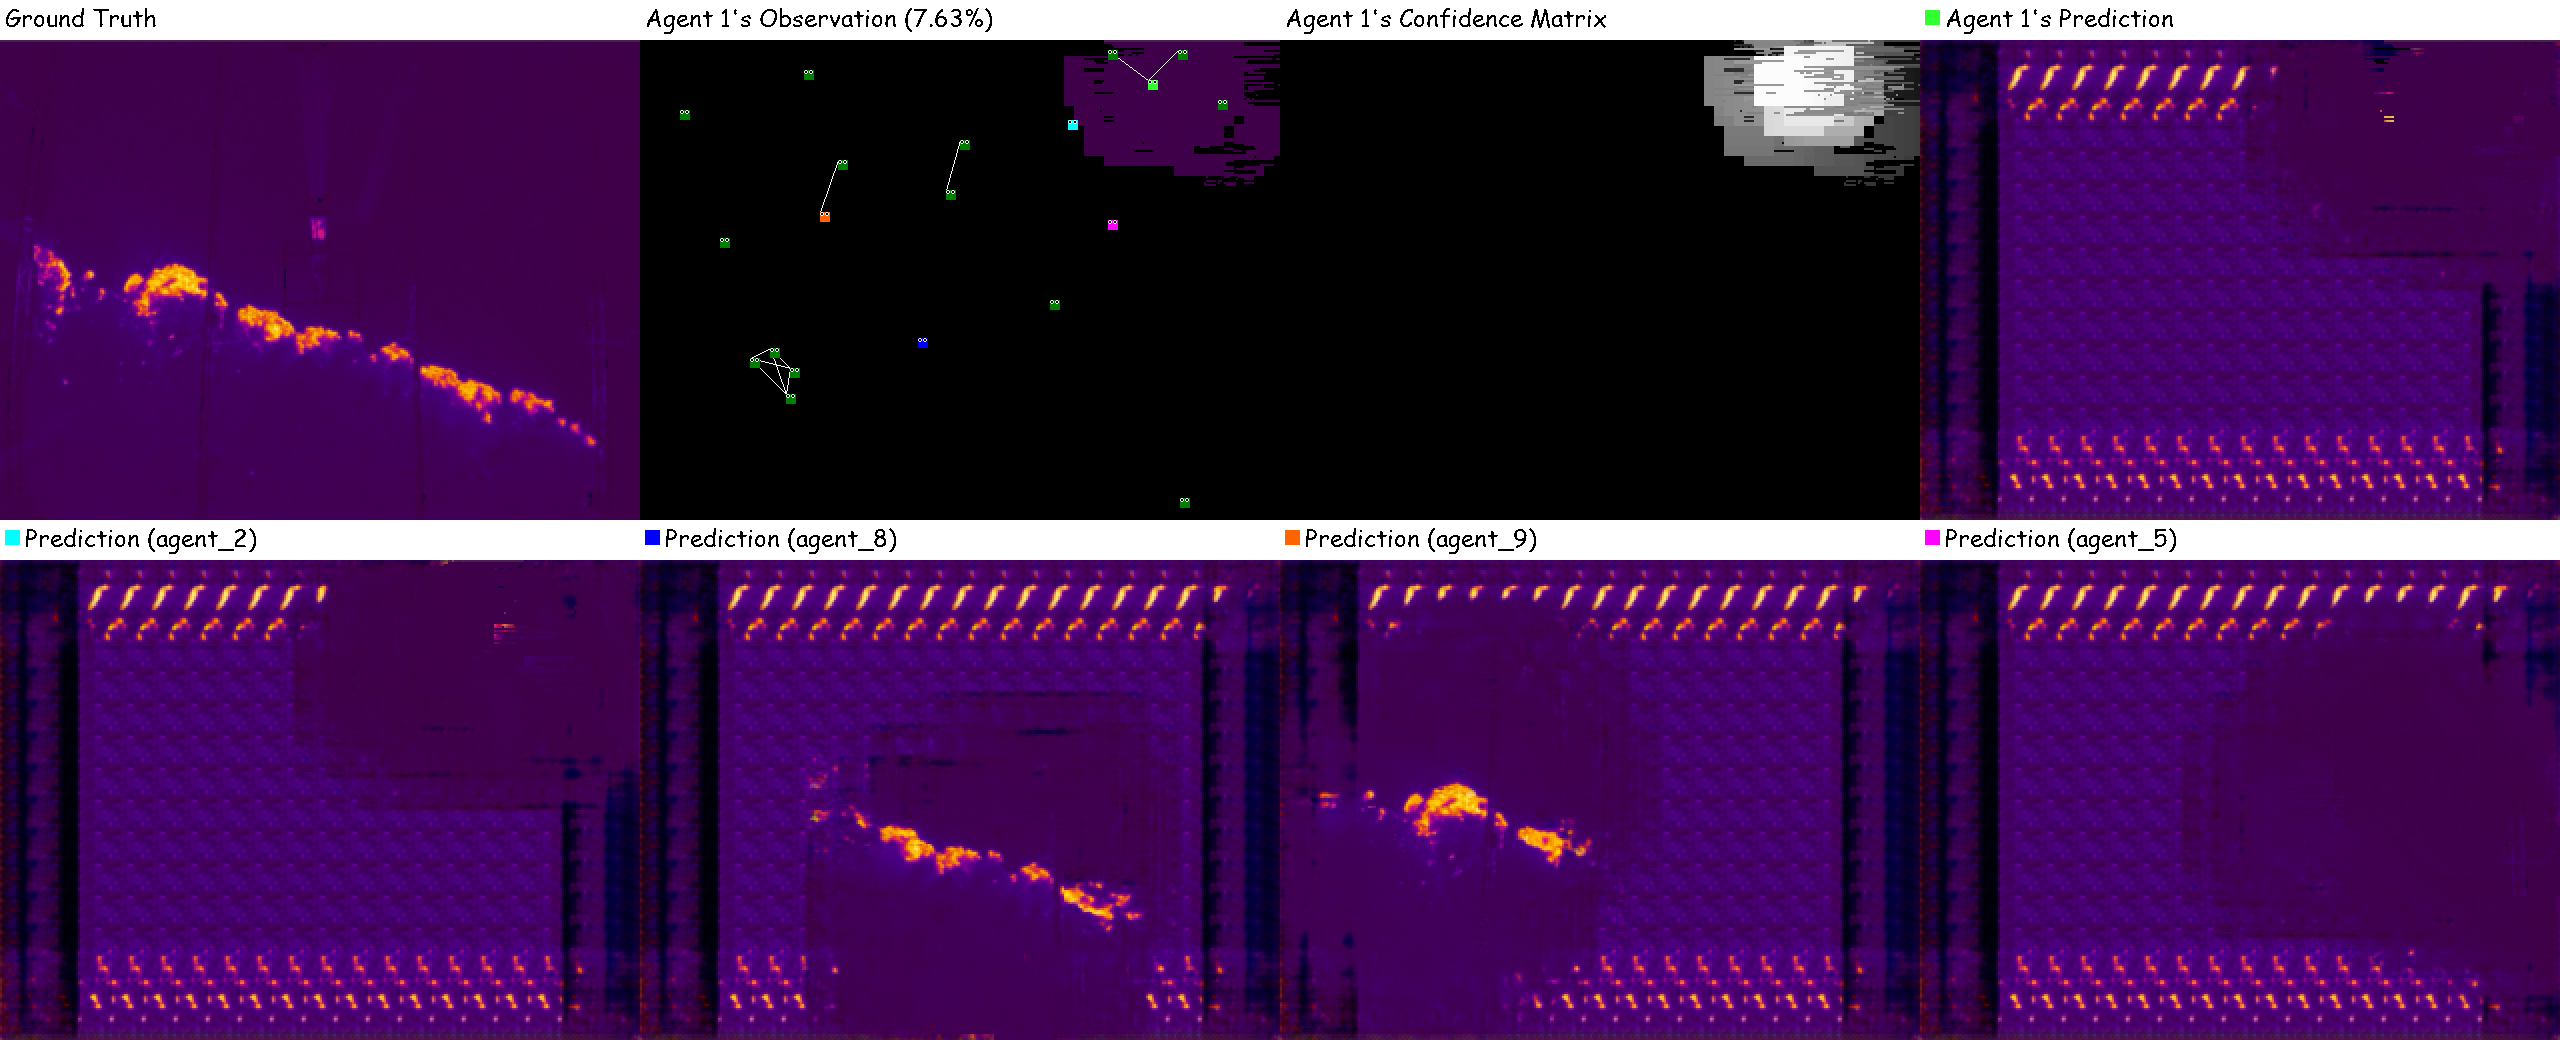 Ground Truth
Agent 1's Observation (7.63%)
Agent 1's Confidence Matrix
Agent 1's Prediction
Prediction (agent_2)
Prediction (agent_8)
Prediction (agent_9)
Prediction (agent_5)